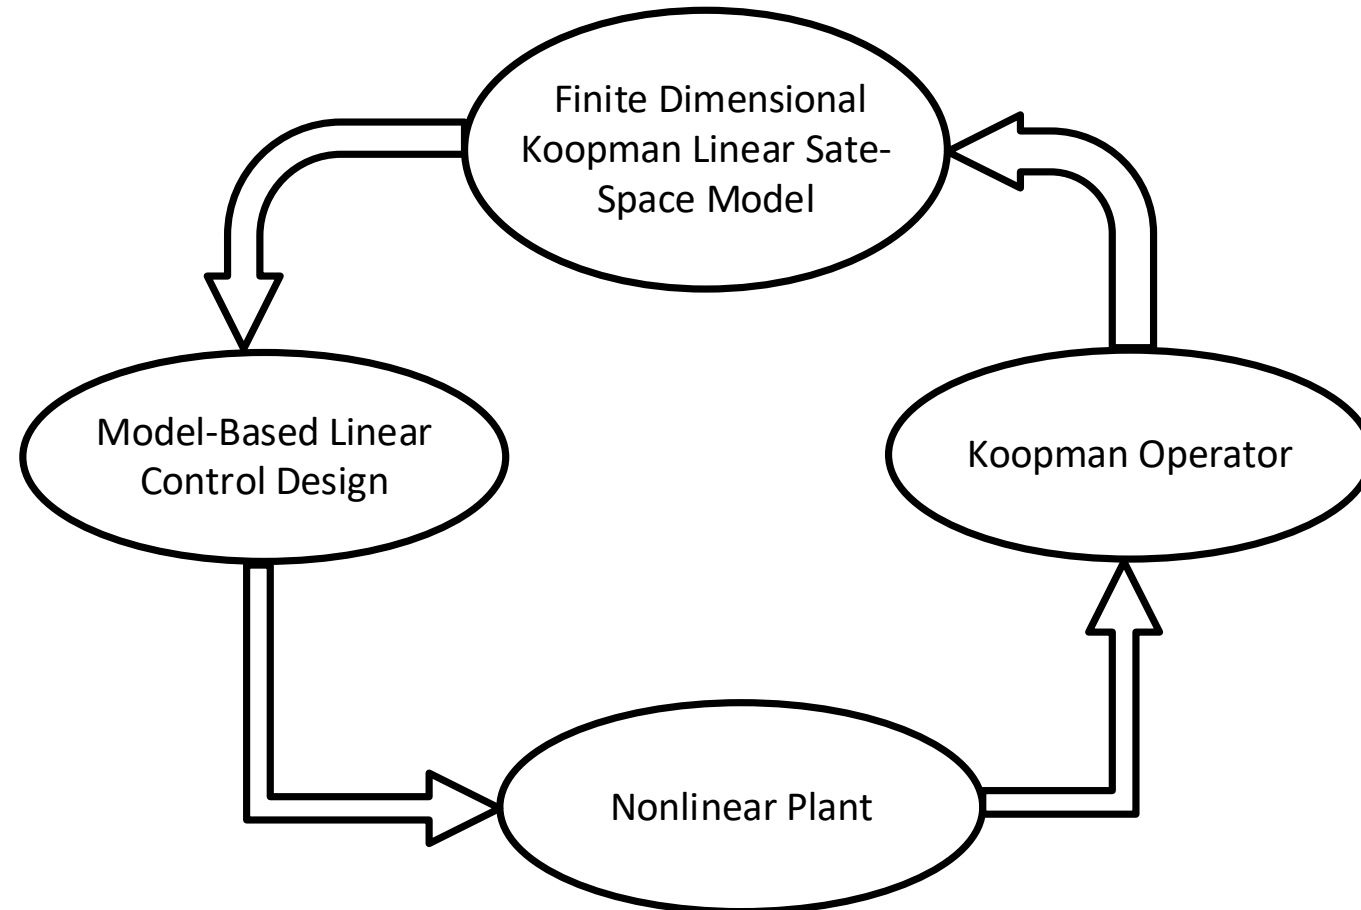 Finite Dimensional
Koopman Linear Sate-
Space Model
Model-Based Linear
Control Design
Koopman Operator
Nonlinear Plant